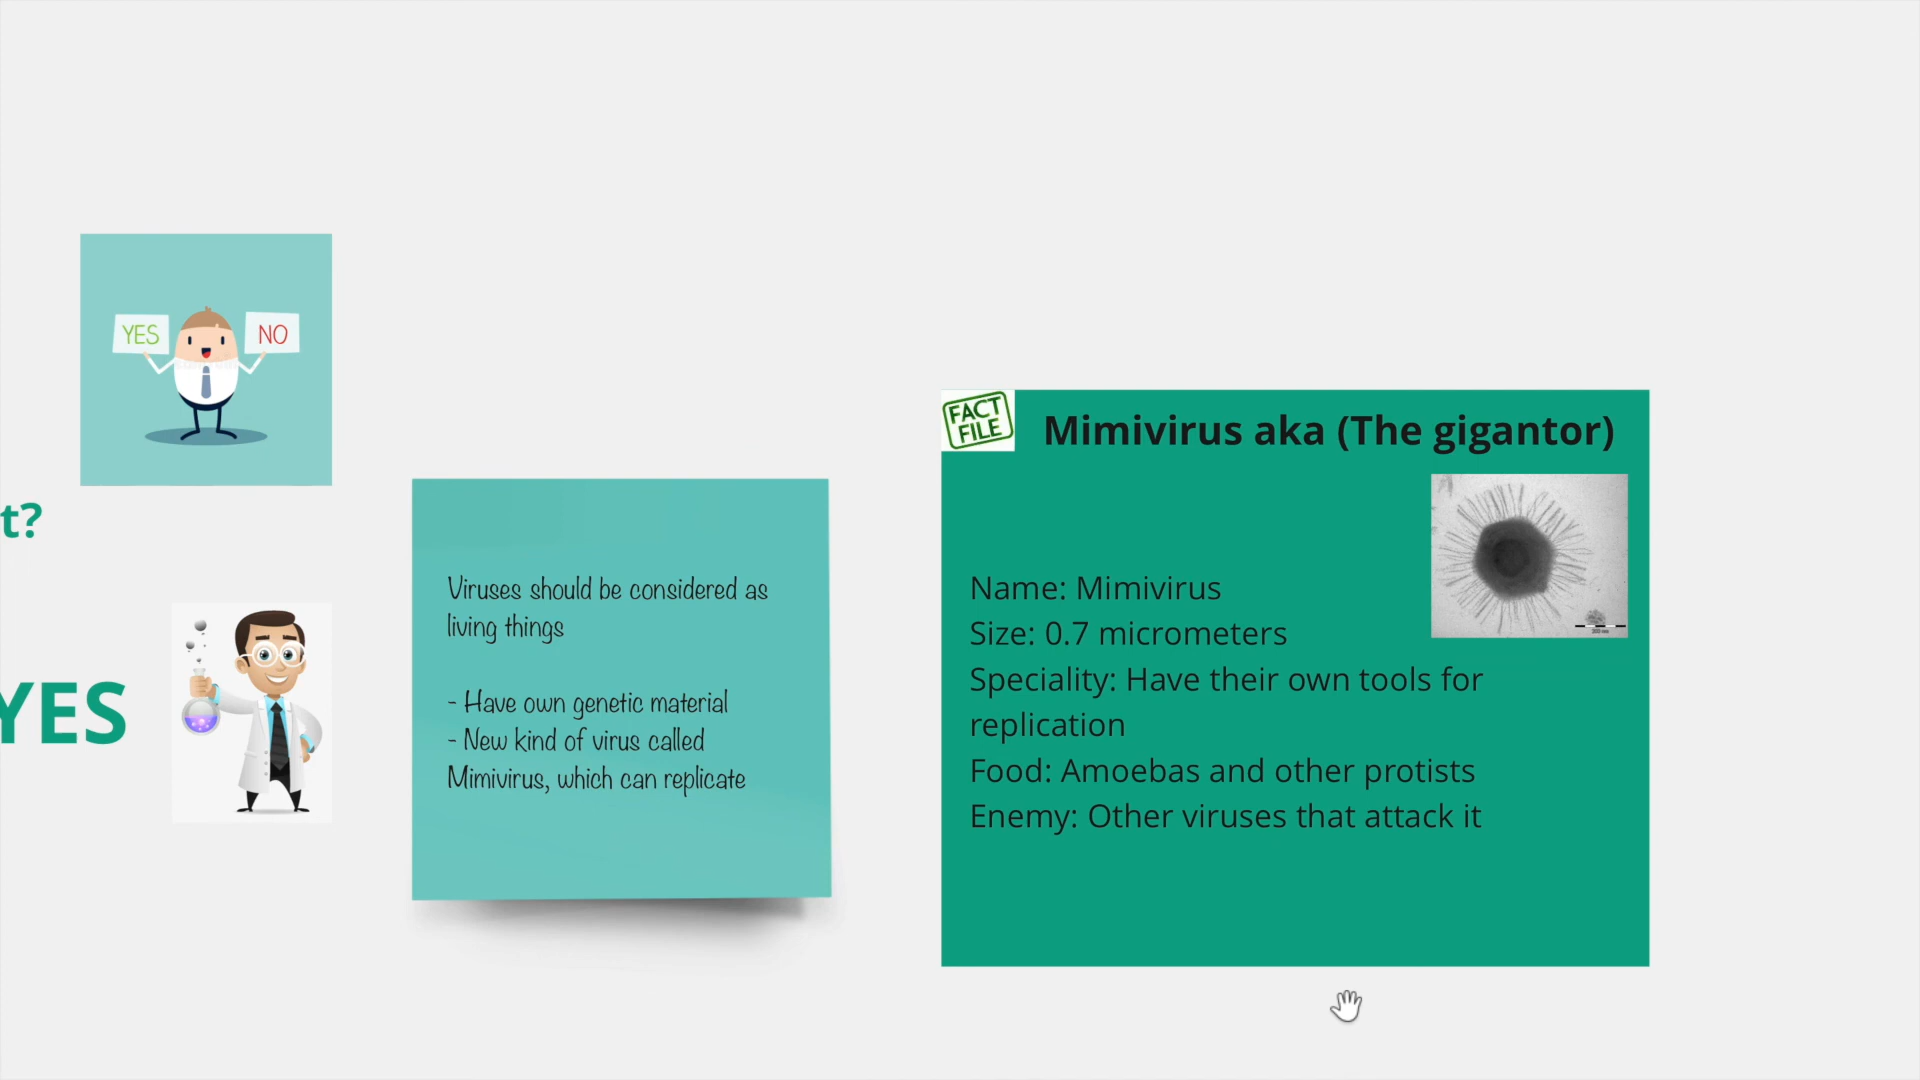 YES
NO
t?
YES
Viruses should be considered as
living things
- Have own genetic material
- New kind of virus called
Mimivirus, which can replicate
FACT
FILE
Mimivirus aka (The gigantor)
Name: Mimivirus
Size: 0.7 micrometers
Speciality: Have their own tools for
replication
Food: Amoebas and other protists
Enemy: Other viruses that attack it